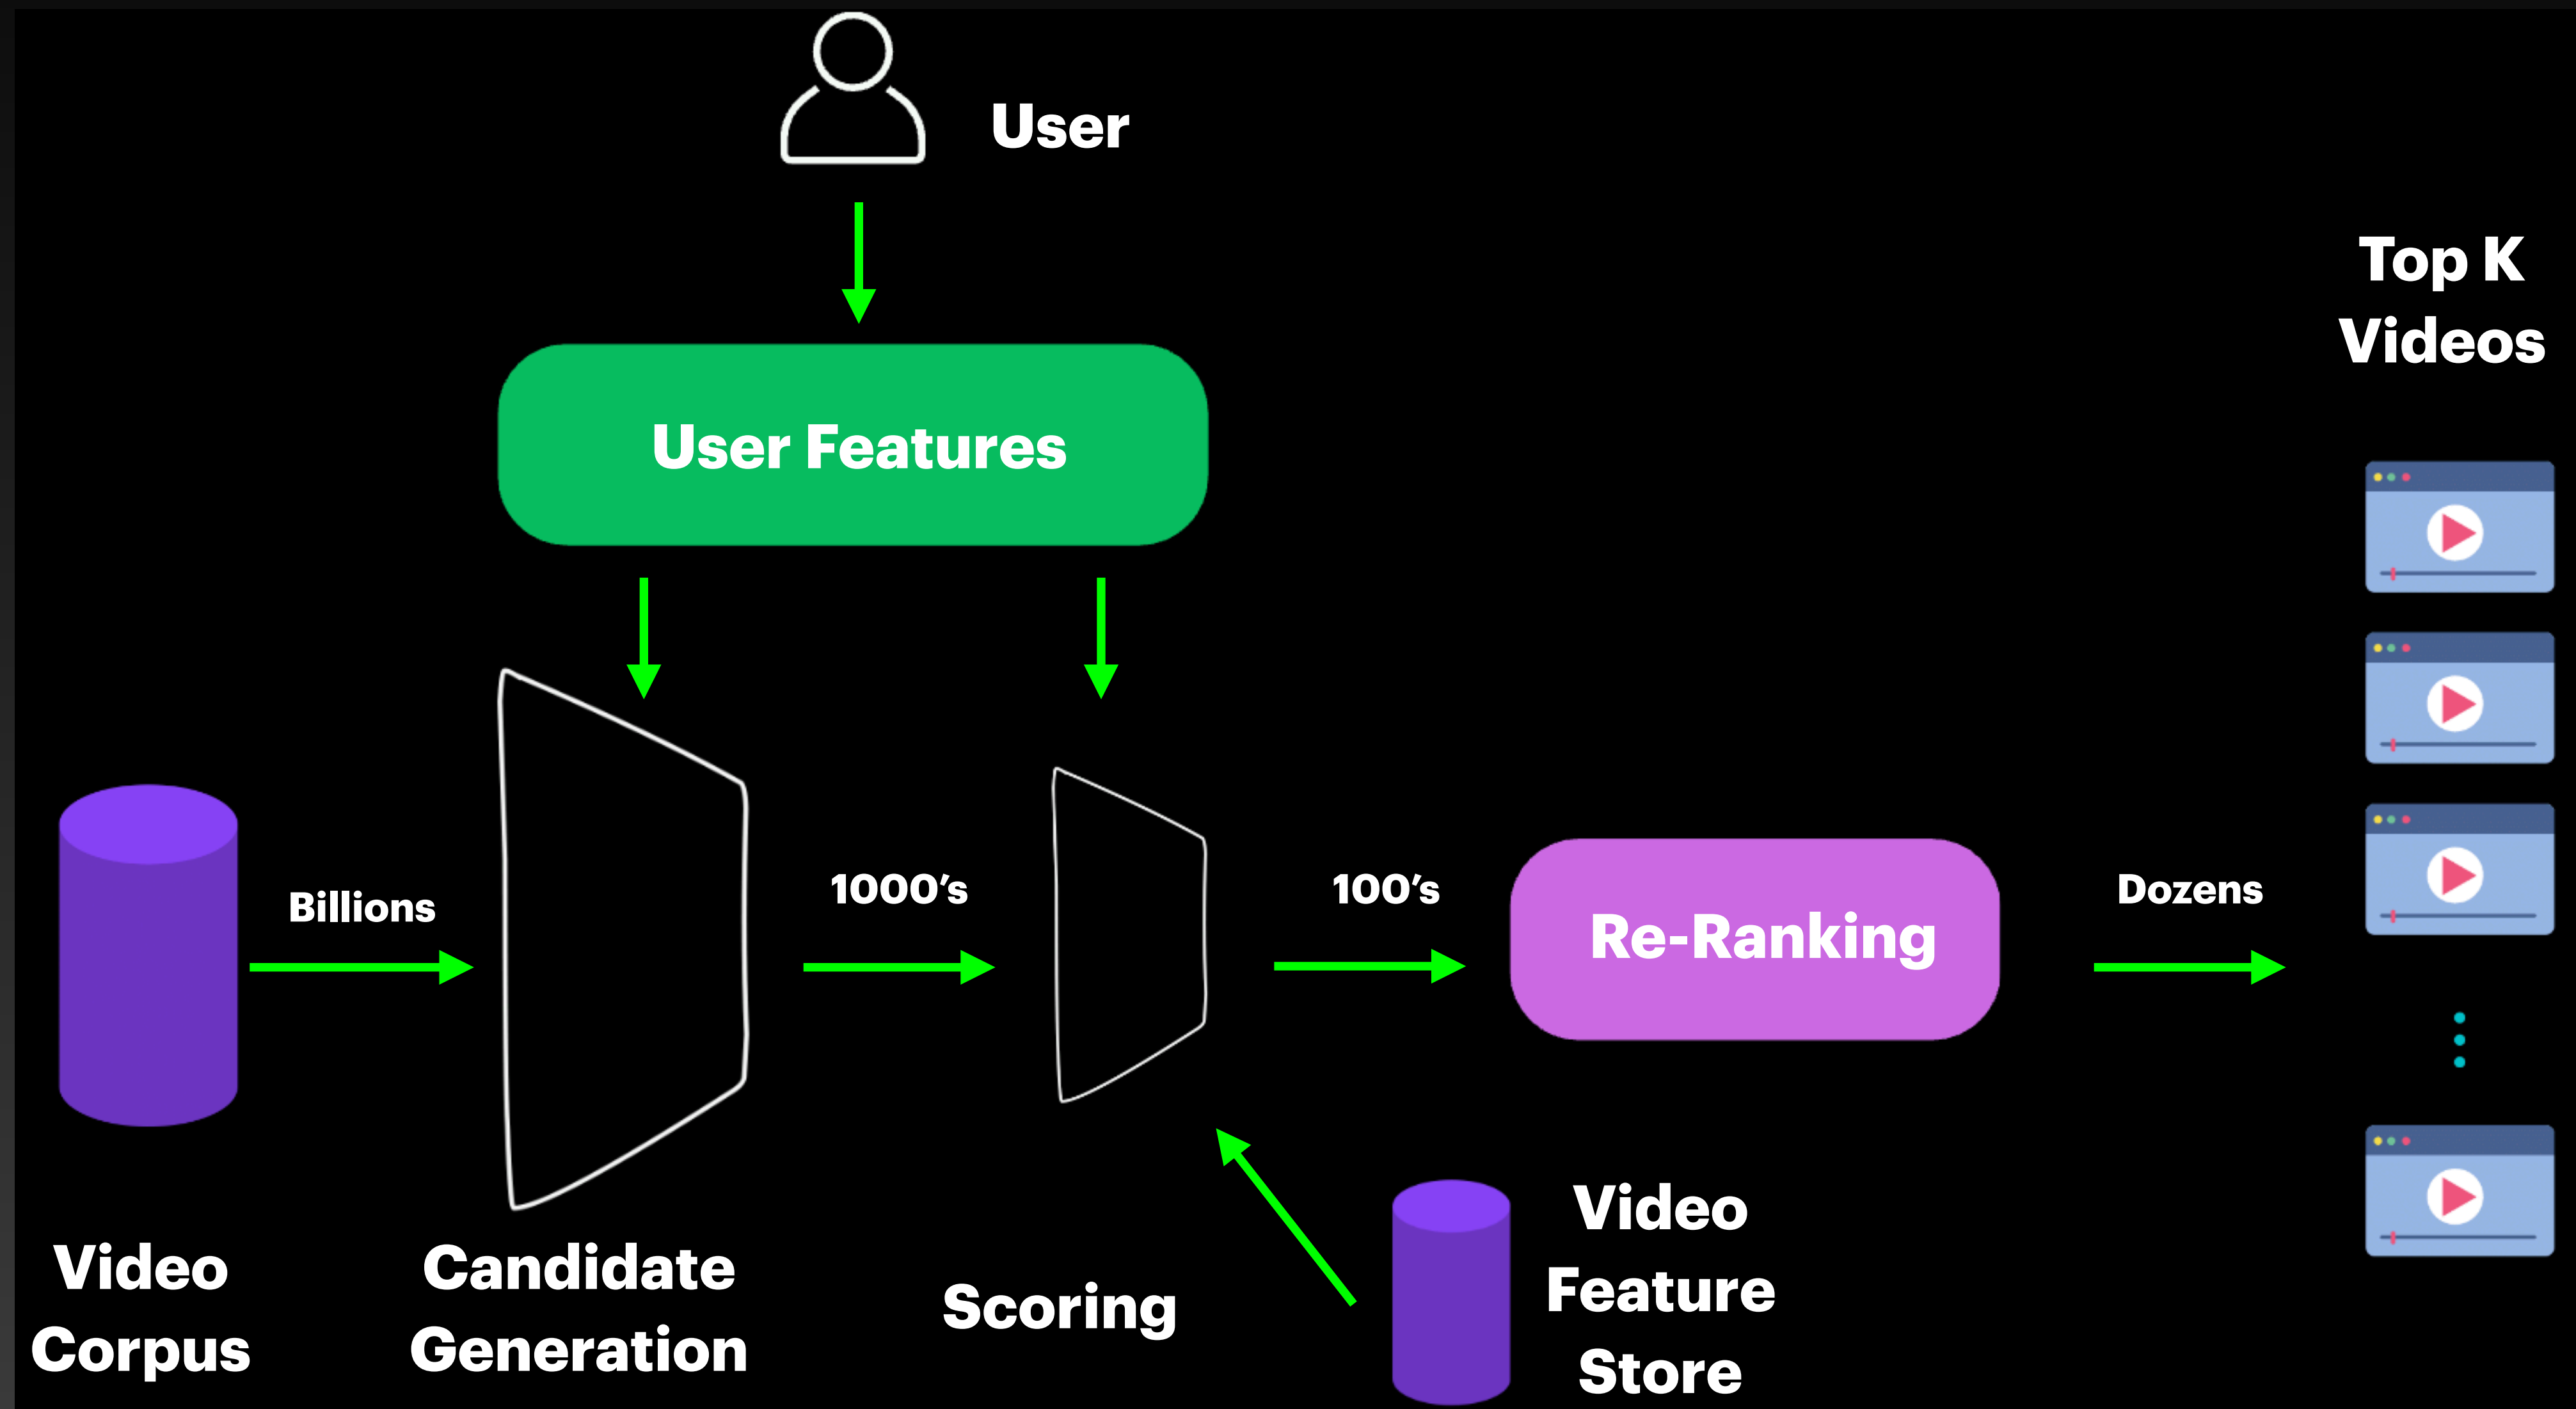 User
Top K
Videos
User Features
Billions
1000’s
100’s
Re-Ranking
Dozens
Video
Corpus
Candidate
Generation
Scoring
Video
Feature
Store